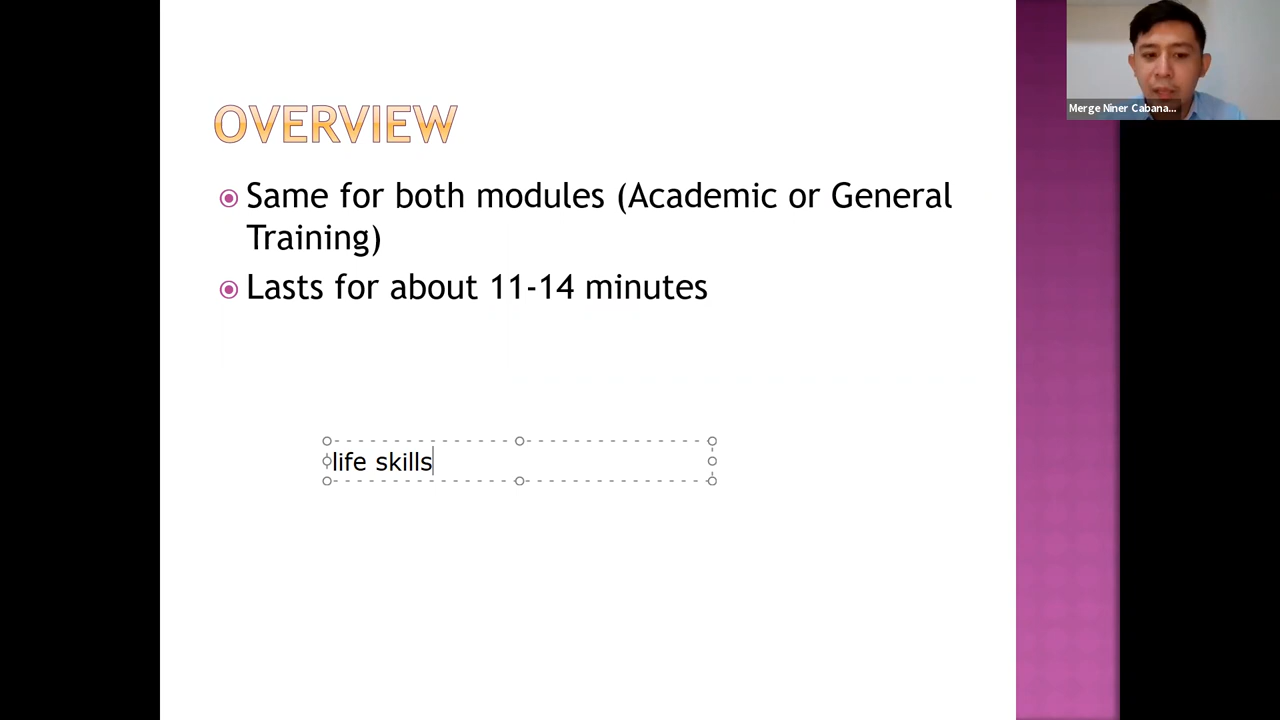 OVERVIEW
Same for both modules (Academic or General
Training)
Lasts for about 11-14 minutes
life skills
Merge Niner Cabana...